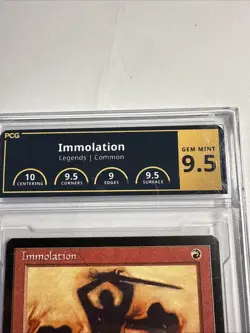 PCG
Immolation
Legends | Common
GEM MINT
9.5
10 9.5 9 9.5
CENTERING CORNERS EDGES SURFACE
Immolation